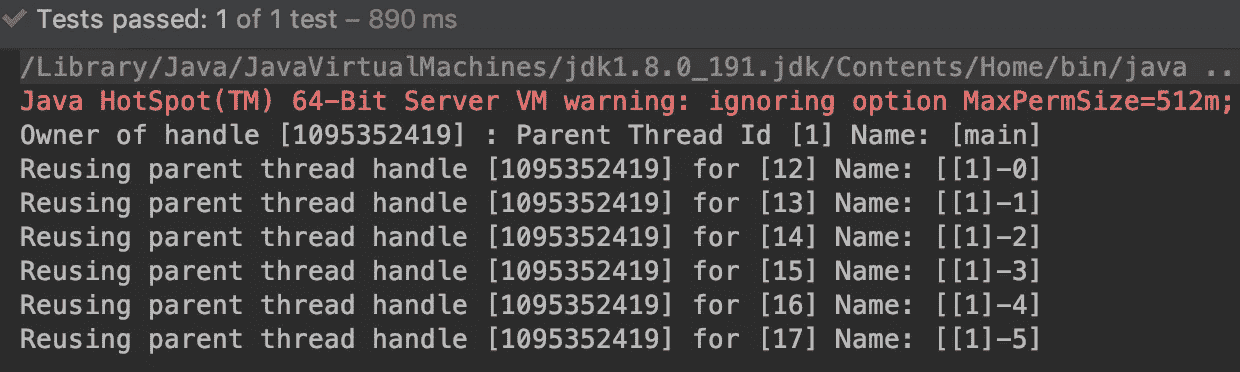 Tests passed: 1 of 1 test – 890 ms
/Library/Java/JavaVirtualMachines/jdk1.8.0_191.jdk/Contents/Home/bin/java ..
Java HotSpot(TM) 64-Bit Server VM warning: ignoring option MaxPermSize=512m;
Owner of handle [1095352419] : Parent Thread Id [1] Name: [main]
Reusing parent thread handle [1095352419] for [12] Name: [[1]-0]
Reusing parent thread handle [1095352419] for [13] Name: [[1]-1]
Reusing parent thread handle [1095352419] for [14] Name: [[1]-2]
Reusing parent thread handle [1095352419] for [15] Name: [[1]-3]
Reusing parent thread handle [1095352419] for [16] Name: [[1]-4]
Reusing parent thread handle [1095352419] for [17] Name: [[1]-5]